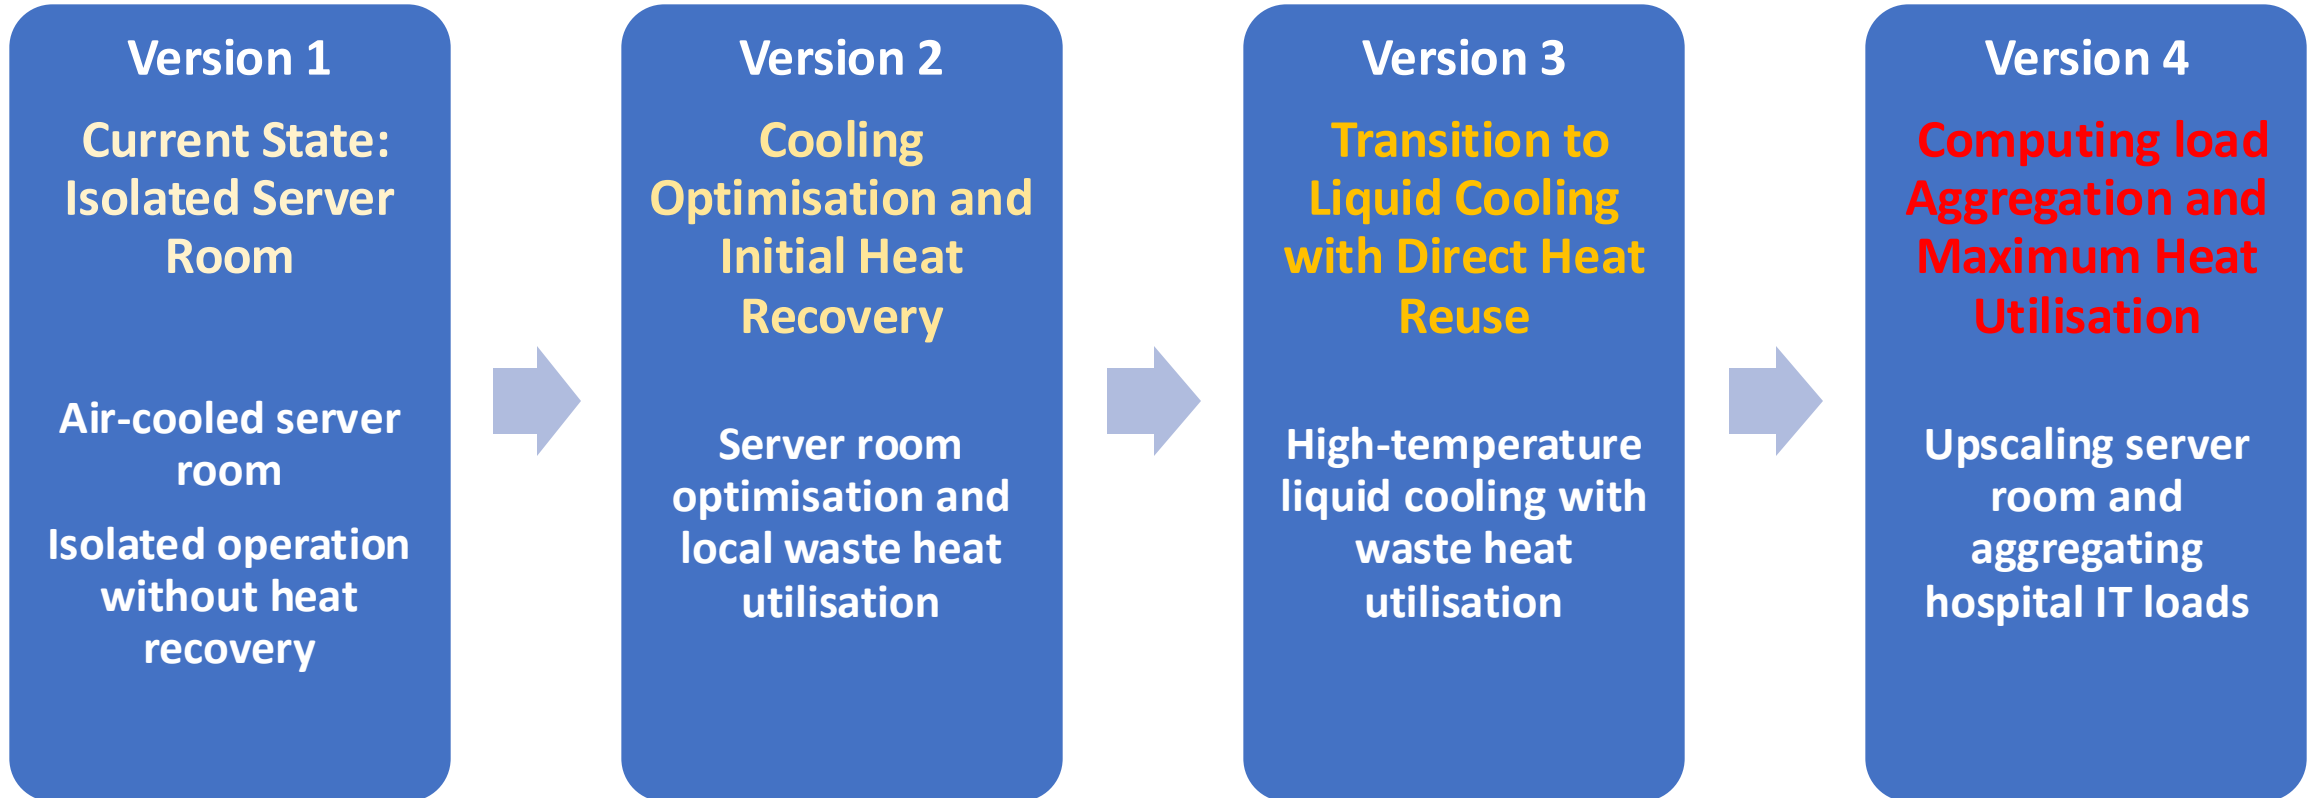 Version 1
Current State:
Isolated Server
Room
Air-cooled server
room
Isolated operation
without heat
recovery
Version 2
Cooling
Optimisation and
Initial Heat
Recovery
Server room
optimisation and
local waste heat
utilisation
Version 3
Transition to
Liquid Cooling
with Direct Heat
Reuse
High-temperature
liquid cooling with
waste heat
utilisation
Version 4
Computing load
Aggregation and
Maximum Heat
Utilisation
Upscaling server
room and
aggregating
hospital IT loads